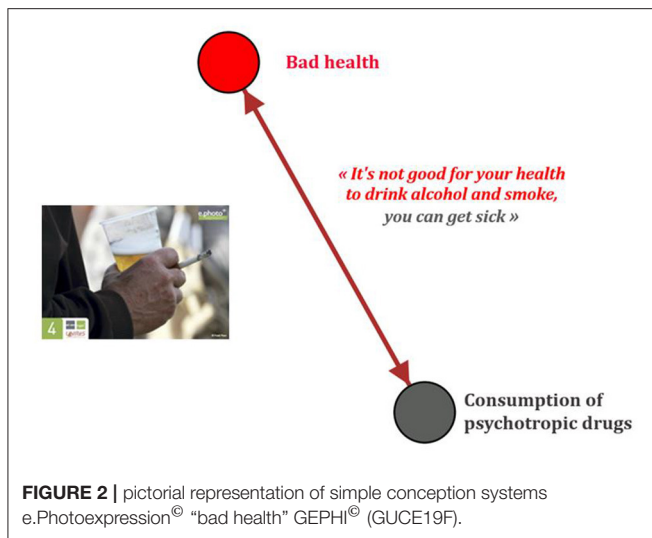 Bad health
« It's not good for your health
to drink alcohol and smoke,
you can get sick »
e.photo
4
Consumption of
psychotropic drugs
FIGURE 2 | pictorial representation of simple conception systems
e.Photoexpression© “bad health” GEPHI© (GUCE19F).